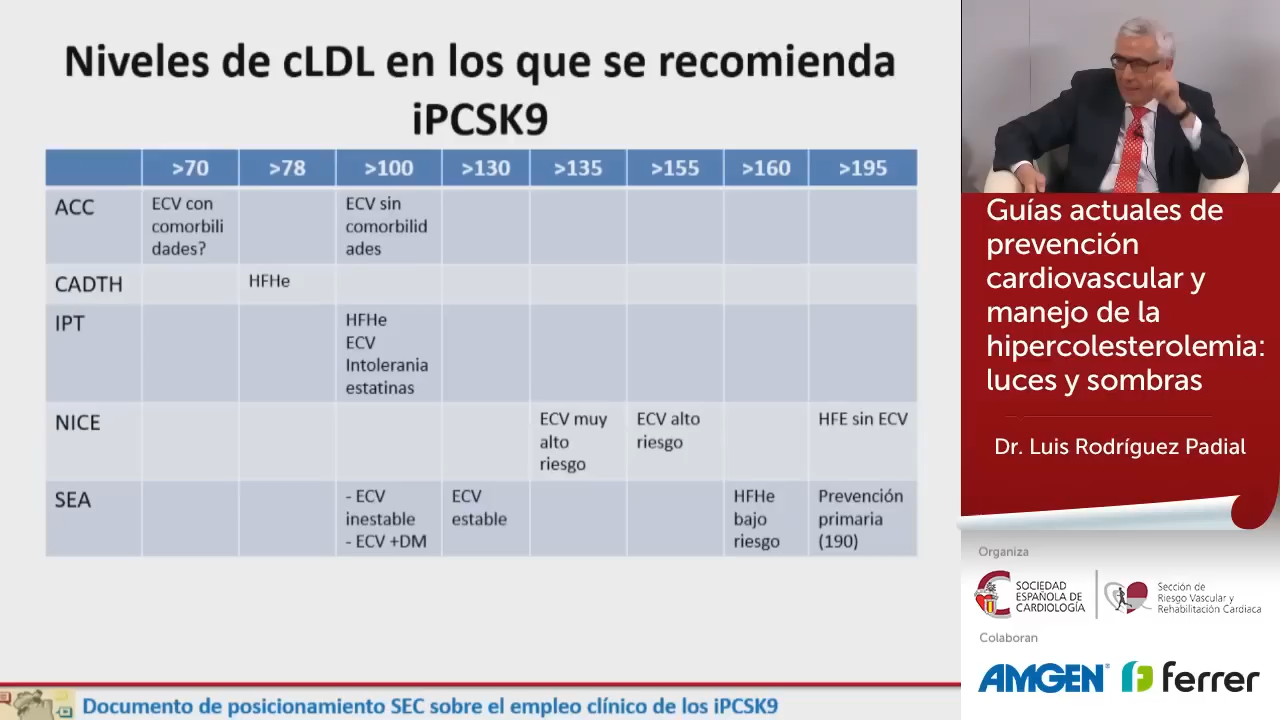 Niveles de cLDL en los que se recomienda
iPCSK9
>70 >78 >100 >130 >135 >155 >160 >195
ACC
ECV con
comorbili
dades?
ECV sin
comorbilid
ades
CADTH
HFHe
IPT
HFHe
ECV
Intolerania
estatinas
NICE
ECV muy
alto
riesgo
ECV alto
riesgo
HFE sin ECV
SEA
- ECV
inestable
- ECV +DM
ECV
estable
HFHe
bajo
riesgo
Prevención
primaria
(190)
Documento de posicionamiento SEC sobre el empleo clínico de los iPCSK9
Guías actuales de
prevención
cardiovascular y
manejo de la
hipercolesterolemia:
luces y sombras
Dr. Luis Rodríguez Padial
Organiza
SOCIEDAD
ESPAÑOLA DE
CARDIOLOGÍA
Sección de
Riesgo Vascular y
Rehabilitación Cardiaca
Colaboran
AMGEN®
ferrer